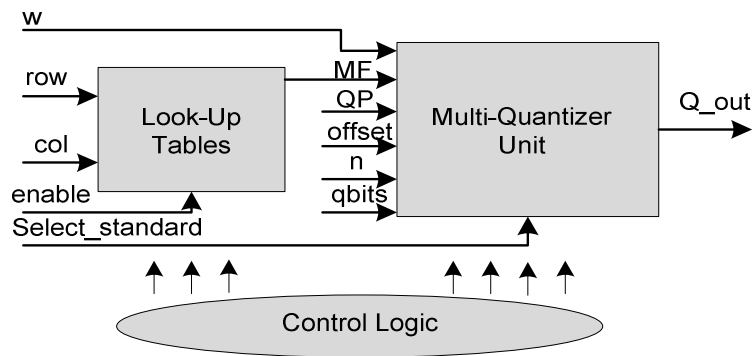 w
row
col
enable
Select_standard
Look-Up
Tables
MF
QP
offset
n
qbits
Multi-Quantizer
Unit
Q_out
Control Logic